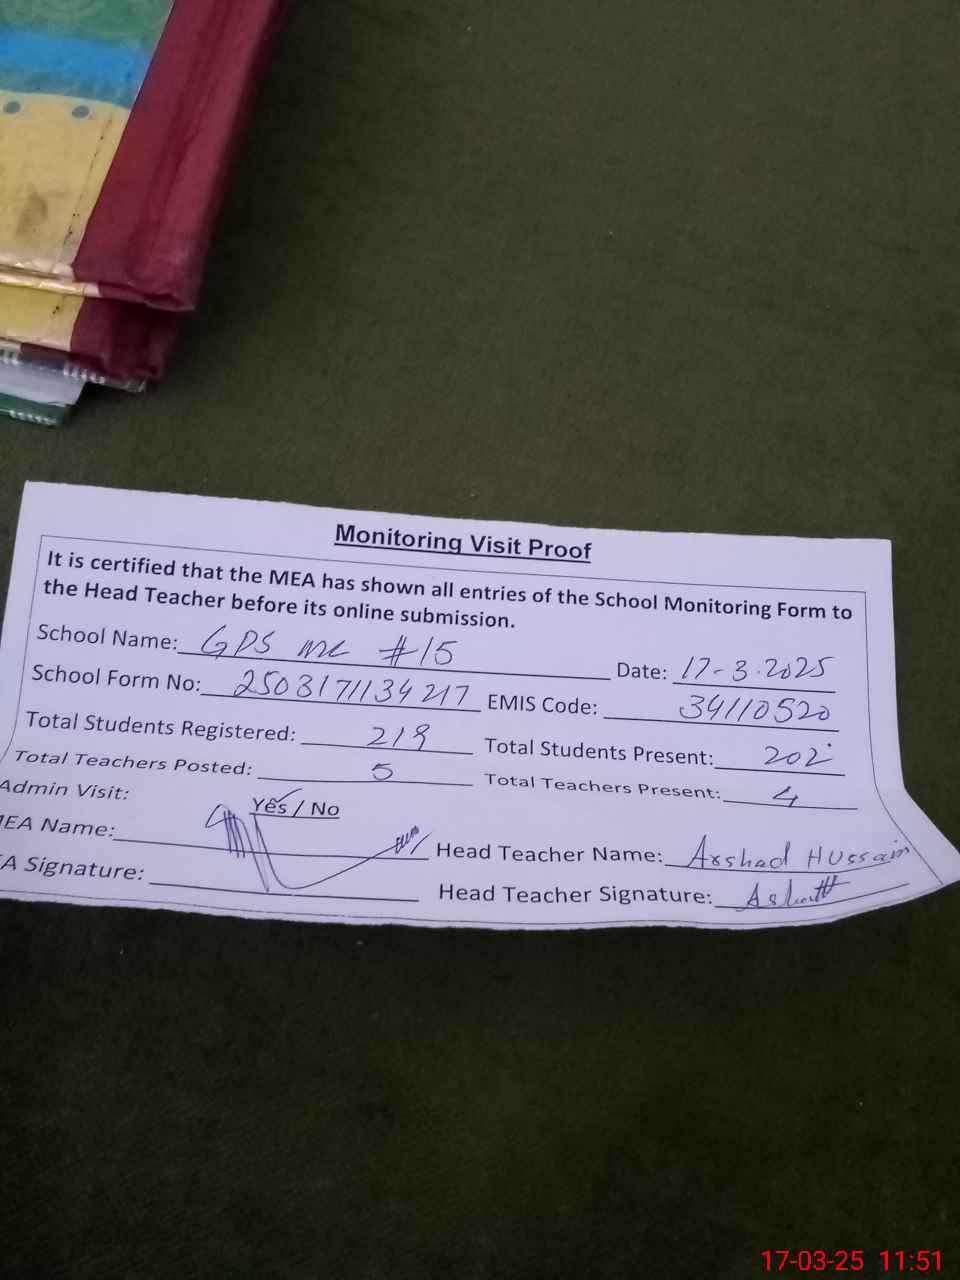 Monitoring Visit Proof
It is certified that the MEA has shown all entries of the School Monitoring Form to
the Head Teacher before its online submission.
School Name: GPS MC #15 Date: 17-3-2025
School Form No: 2503171134217 EMIS Code: 34110520
Total Students Registered: 219 Total Students Present: 202
Total Teachers Posted: 5 Total Teachers Present: 4
Admin Visit: Yes / No
MEA Name: Head Teacher Name: Arshad Hussain
A Signature: Head Teacher Signature:
17-03-25 11:51